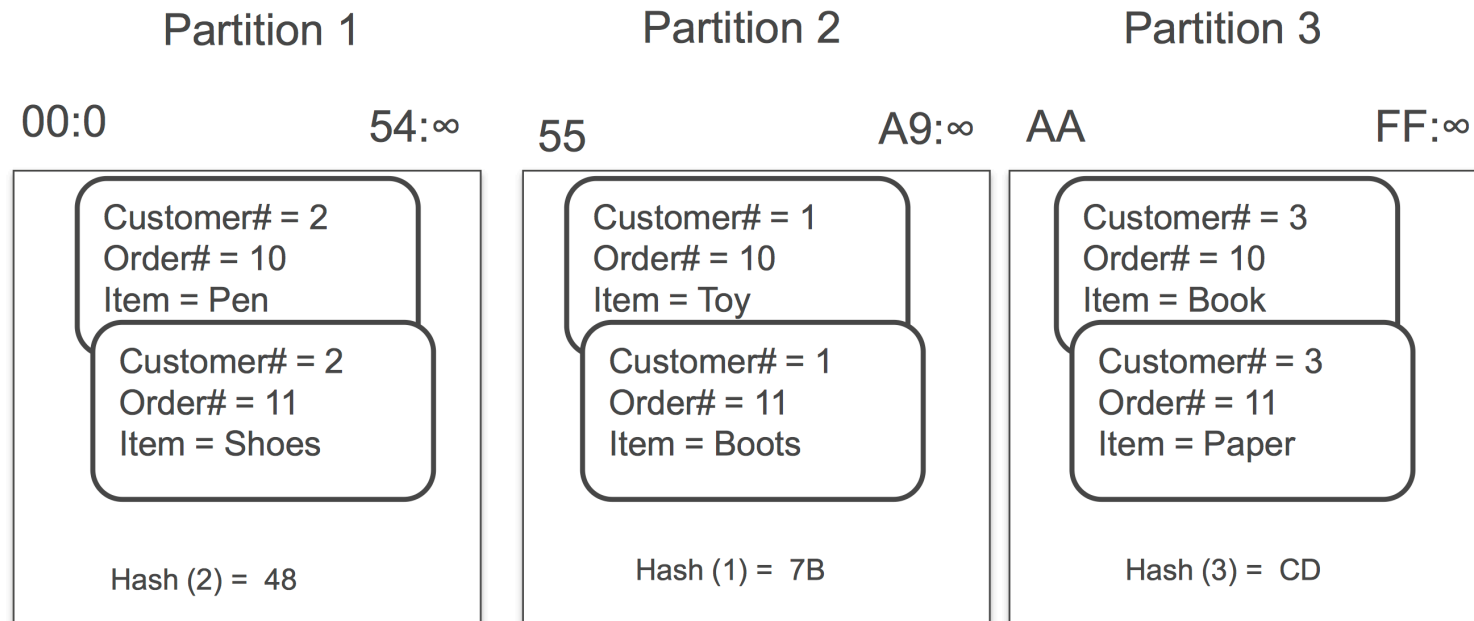 Partition 1
Partition 2
Partition 3
00:0
54:∞
55
A9:∞
AA
FF:∞
Customer# = 2
Order# = 10
Item = Pen
Customer# = 2
Order# = 11
Item = Shoes
Hash (2) =  48
Customer# = 1
Order# = 10
Item = Toy
Customer# = 1
Order# = 11
Item = Boots
Hash (1) =  7B
Customer# = 3
Order# = 10
Item = Book
Customer# = 3
Order# = 11
Item = Paper
Hash (3) =  CD